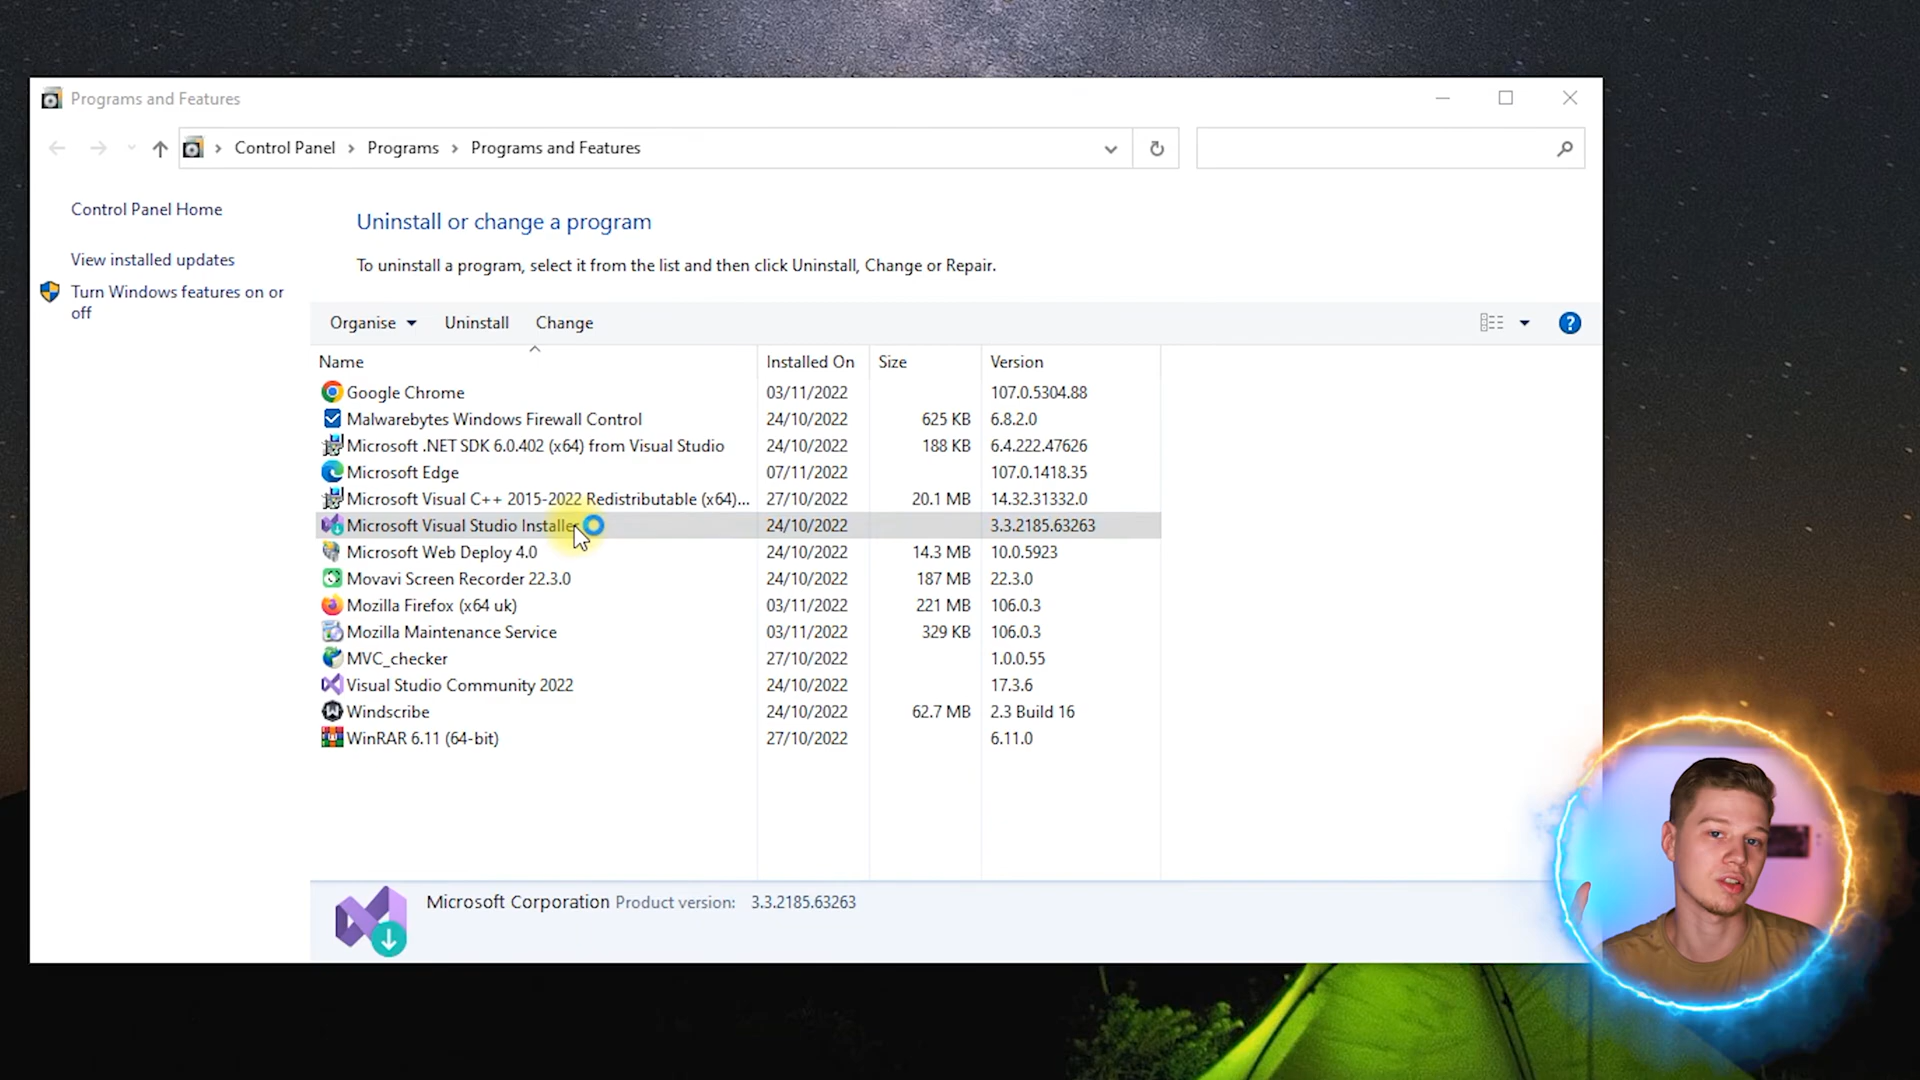 Programs and Features
Control Panel > Programs > Programs and Features
Control Panel Home
View installed updates
Turn Windows features on or
off
Uninstall or change a program
To uninstall a program, select it from the list and then click Uninstall, Change or Repair.
Organise Uninstall Change
Name Installed On Size Version
Google Chrome 03/11/2022 107.0.5304.88
Malwarebytes Windows Firewall Control 24/10/2022 625 KB 6.8.2.0
Microsoft .NET SDK 6.0.402 (x64) from Visual Studio 24/10/2022 188 KB 6.4.222.47626
Microsoft Edge 07/11/2022 107.0.1418.35
Microsoft Visual C++ 2015-2022 Redistributable (x64)... 27/10/2022 20.1 MB 14.32.31332.0
Microsoft Visual Studio Installer 24/10/2022 3.3.2185.63263
Microsoft Web Deploy 4.0 24/10/2022 14.3 MB 10.0.5923
Movavi Screen Recorder 22.3.0 24/10/2022 187 MB 22.3.0
Mozilla Firefox (x64 uk) 03/11/2022 221 MB 106.0.3
Mozilla Maintenance Service 03/11/2022 329 KB 106.0.3
MVC_checker 27/10/2022 1.0.0.55
Visual Studio Community 2022 24/10/2022 17.3.6
Windscribe 24/10/2022 62.7 MB 2.3 Build 16
WinRAR 6.11 (64-bit) 27/10/2022 6.11.0
Microsoft Corporation Product version: 3.3.2185.63263